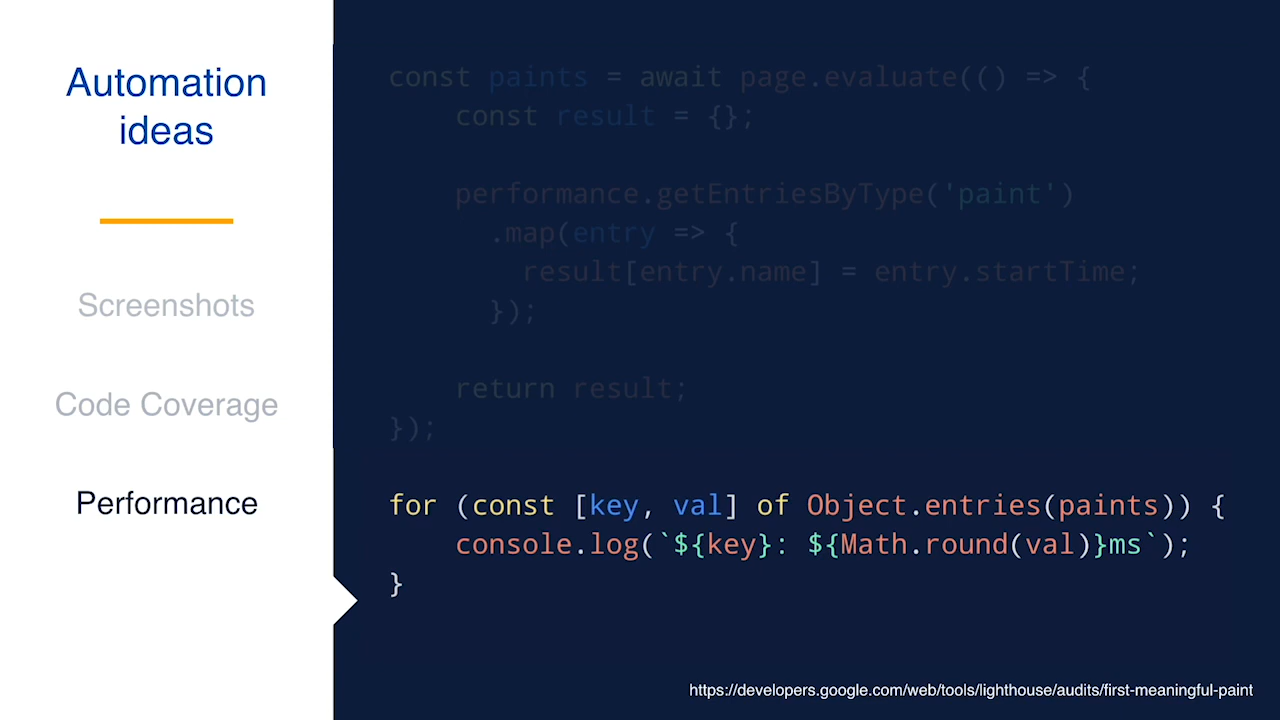 Automation
ideas
Screenshots
Code Coverage
Performance
const paints = await page.evaluate(() => {
    const result = {};
    performance.getEntriesByType('paint')
      .map(entry => {
        result[entry.name] = entry.startTime;
      });
    return result;
});
for (const [key, val] of Object.entries(paints)) {
    console.log(`${key}: ${Math.round(val)}ms`);
}
https://developers.google.com/web/tools/lighthouse/audits/first-meaningful-paint